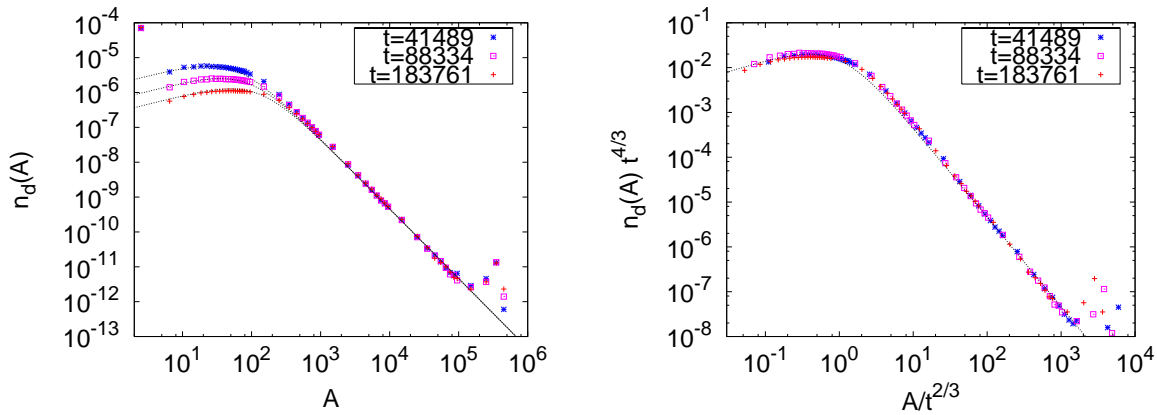 n_d(A)
10^{-5}
10^{-6}
10^{-7}
10^{-8}
10^{-9}
10^{-10}
10^{-11}
10^{-12}
10^{-13}
10^1 10^2 10^3 10^4 10^5 10^6
A
t=41489
t=88334
t=183761
n_d(A) t^{4/3}
10^{-1}
10^{-2}
10^{-3}
10^{-4}
10^{-5}
10^{-6}
10^{-7}
10^{-8}
10^{-1} 10^0 10^1 10^2 10^3 10^4
A/t^{2/3}
t=41489
t=88334
t=183761